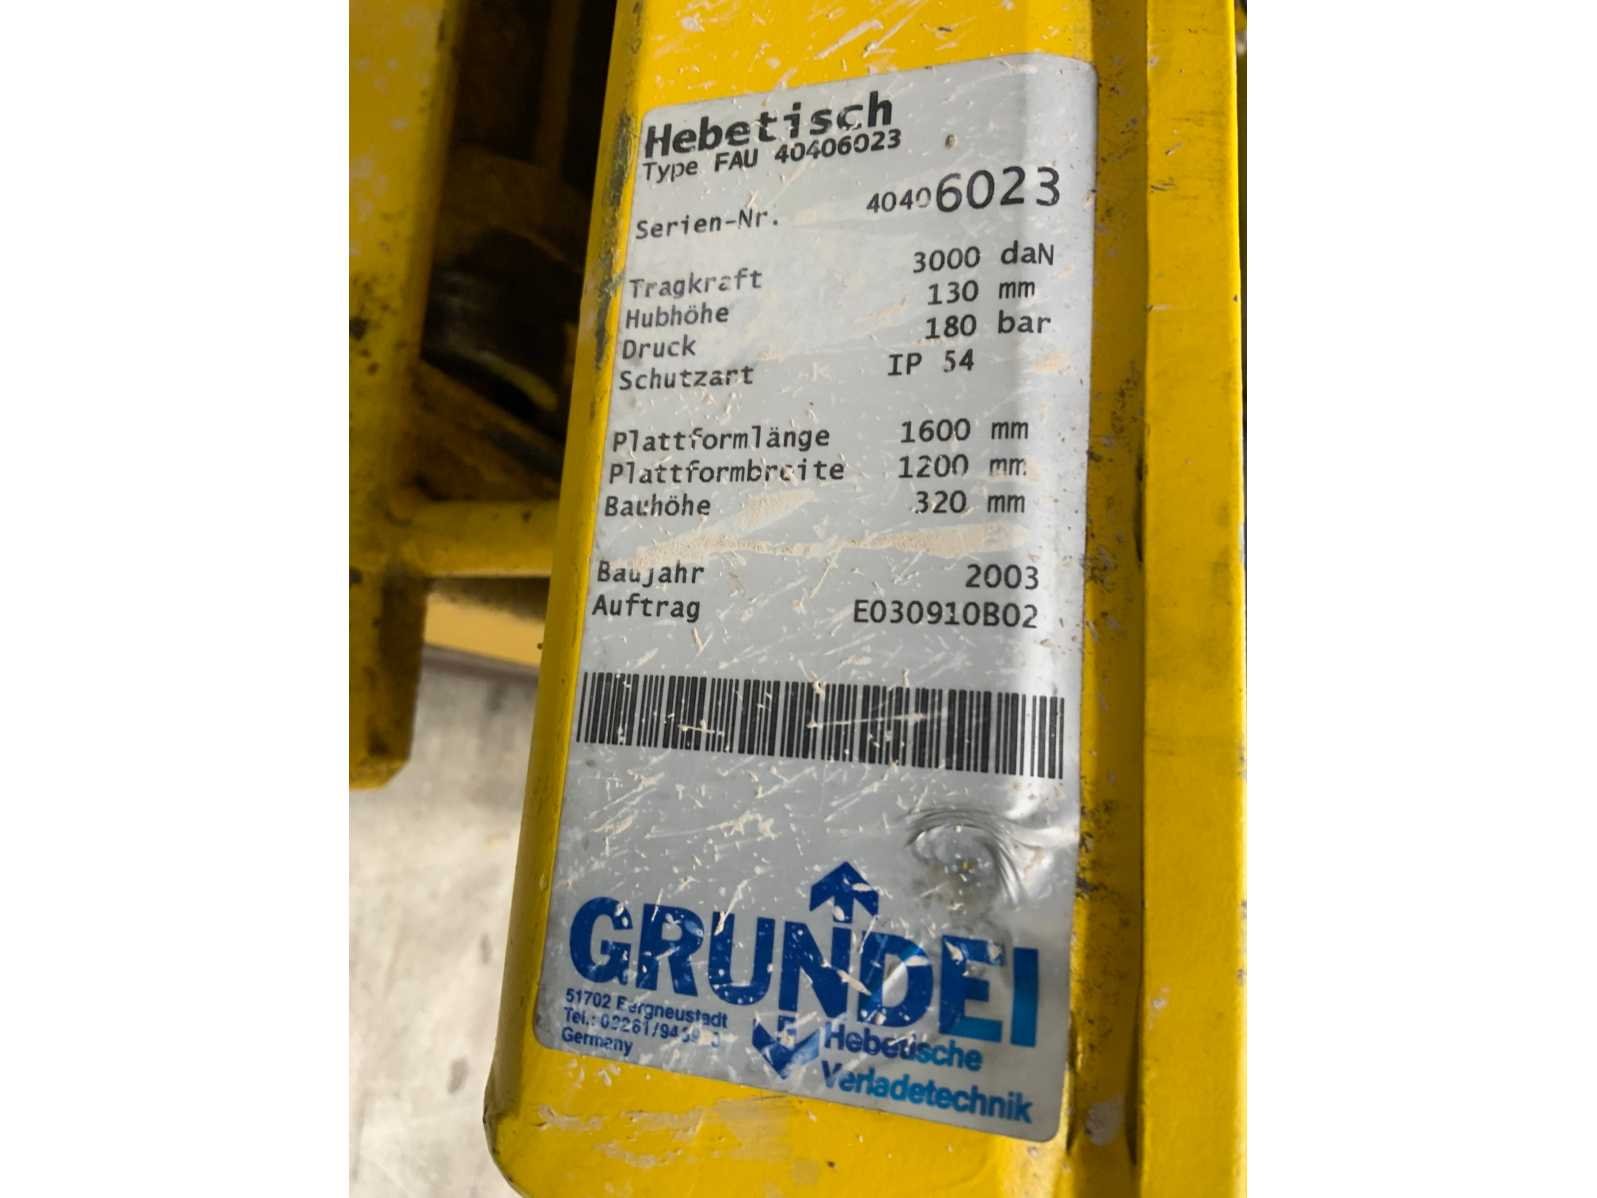 Hebetisch
Type FAU 40406023
Serien-Nr. 40406023
Tragkraft 3000 daN
Hubhöhe 130 mm
Druck 180 bar
Schutzart IP 54
Plattformlänge 1600 mm
Plattformbreite 1200 mm
Bauhöhe 320 mm
Baujahr 2003
Auftrag E030910B02
GRUNDEI
51702 Bergneustadt
Tel.:
Germany
Hebetische
Verladetechnik